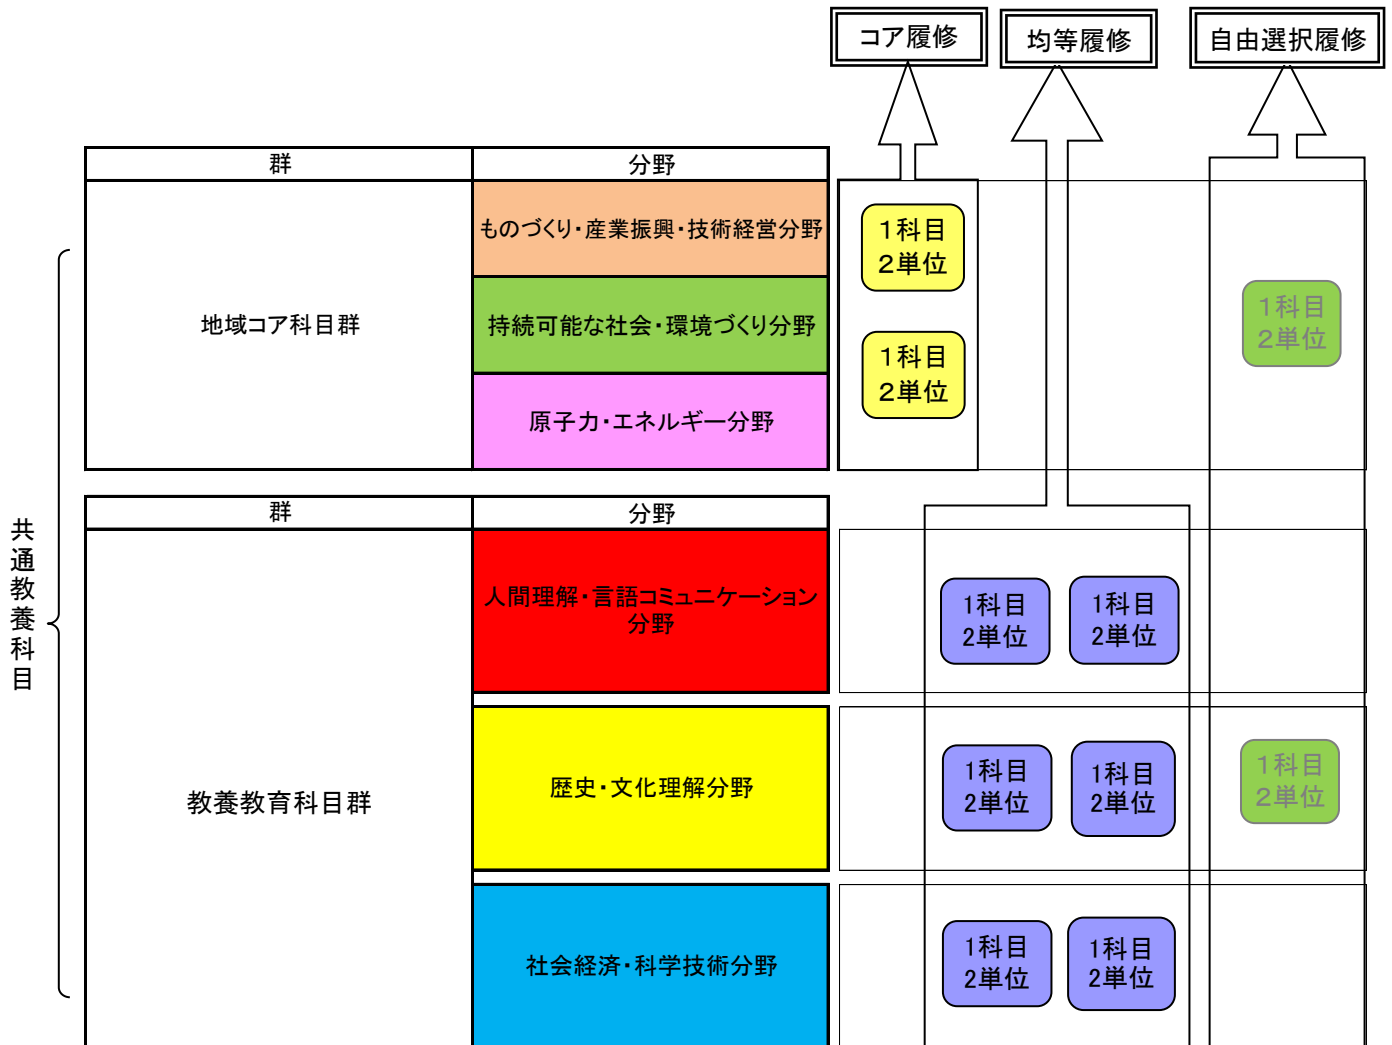 コア履修
均等履修
自由選択履修
群
分野
ものづくり・産業振興・技術経営分野
地域コア科目群
持続可能な社会・環境づくり分野
原子力・エネルギー分野
１科目
２単位
１科目
２単位
１科目
２単位
共通教養科目
群
分野
人間理解・言語コミュニケーション
分野
1科目
2単位
1科目
2単位
教養教育科目群
歴史・文化理解分野
1科目
2単位
1科目
2単位
１科目
２単位
社会経済・科学技術分野
1科目
2単位
1科目
2単位